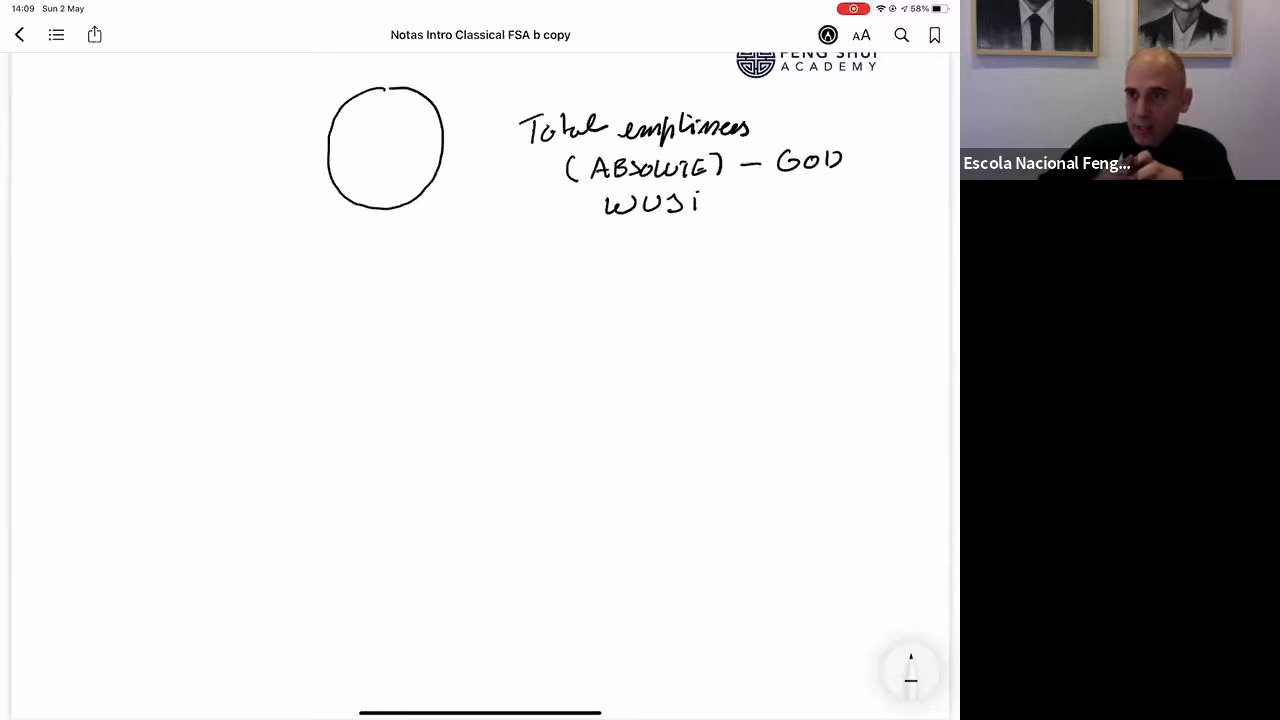 14:09 Sun 2 May
58%
Notas Intro Classical FSA b copy
AA
FENG SHUI
ACADEMY
Total emptiness
(ABSOLUTE) — GOD
WUJi
Escola Nacional Feng...